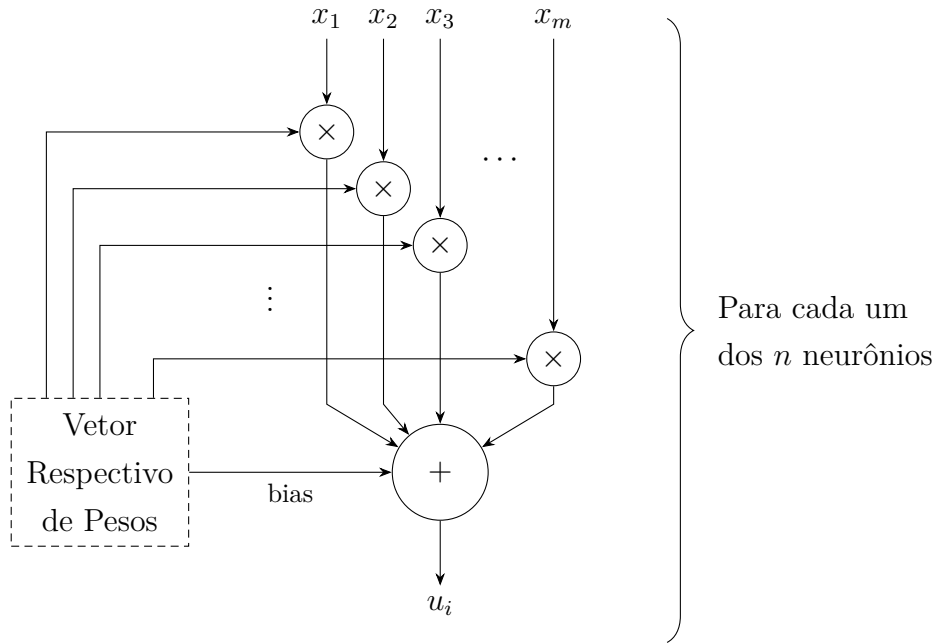 x₁ x₂ x₃ xₘ
×
. . .
×
×
⋮
Para cada um
dos n neurônios
×
Vetor
Respectivo
de Pesos
+
bias
uᵢ